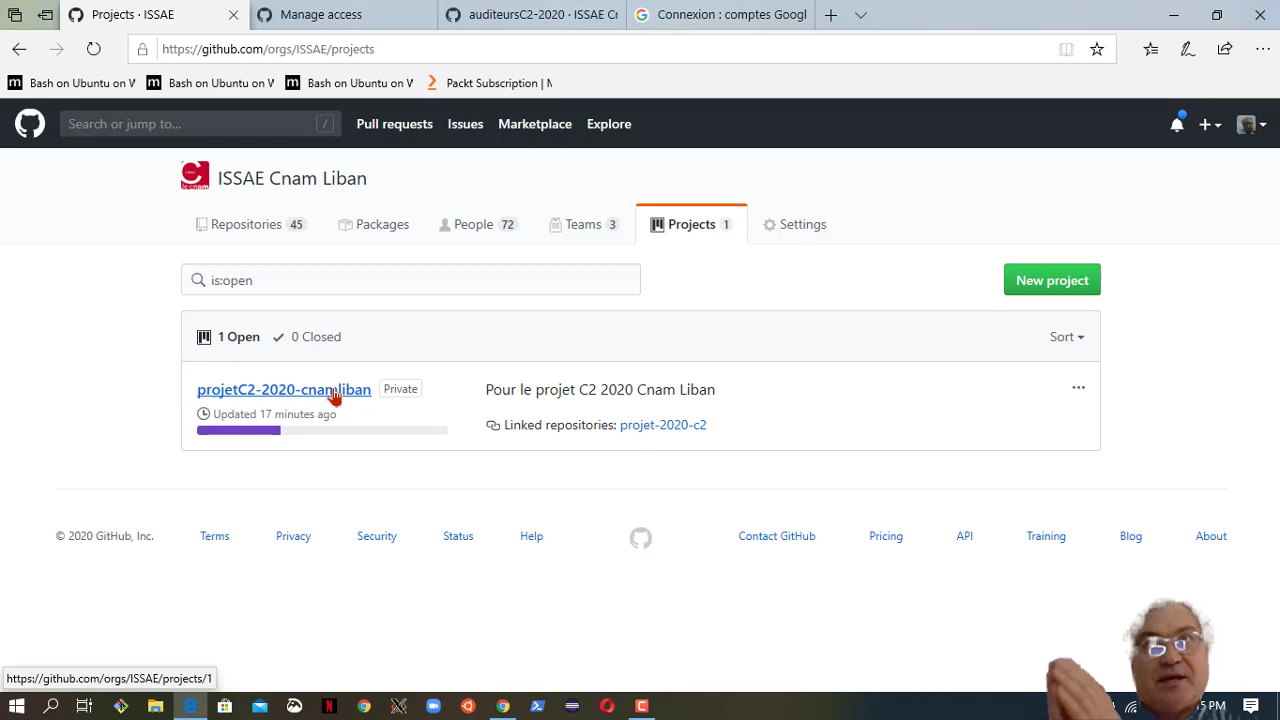 Projects · ISSAE
Manage access
auditeursC2-2020 · ISSAE Cr
Connexion : comptes Googl
https://github.com/orgs/ISSAE/projects
Bash on Ubuntu on V
Bash on Ubuntu on V
Bash on Ubuntu on V
Packt Subscription | N
Search or jump to... /
Pull requests
Issues
Marketplace
Explore
ISSAE Cnam Liban
Repositories 45
Packages
People 72
Teams 3
Projects 1
Settings
is:open
New project
1 Open
0 Closed
Sort
projetC2-2020-cnam-liban
Private
Pour le projet C2 2020 Cnam Liban
Updated 17 minutes ago
Linked repositories: projet-2020-c2
© 2020 GitHub, Inc.
Terms
Privacy
Security
Status
Help
Contact GitHub
Pricing
API
Training
Blog
About
https://github.com/orgs/ISSAE/projects/1
5 PM